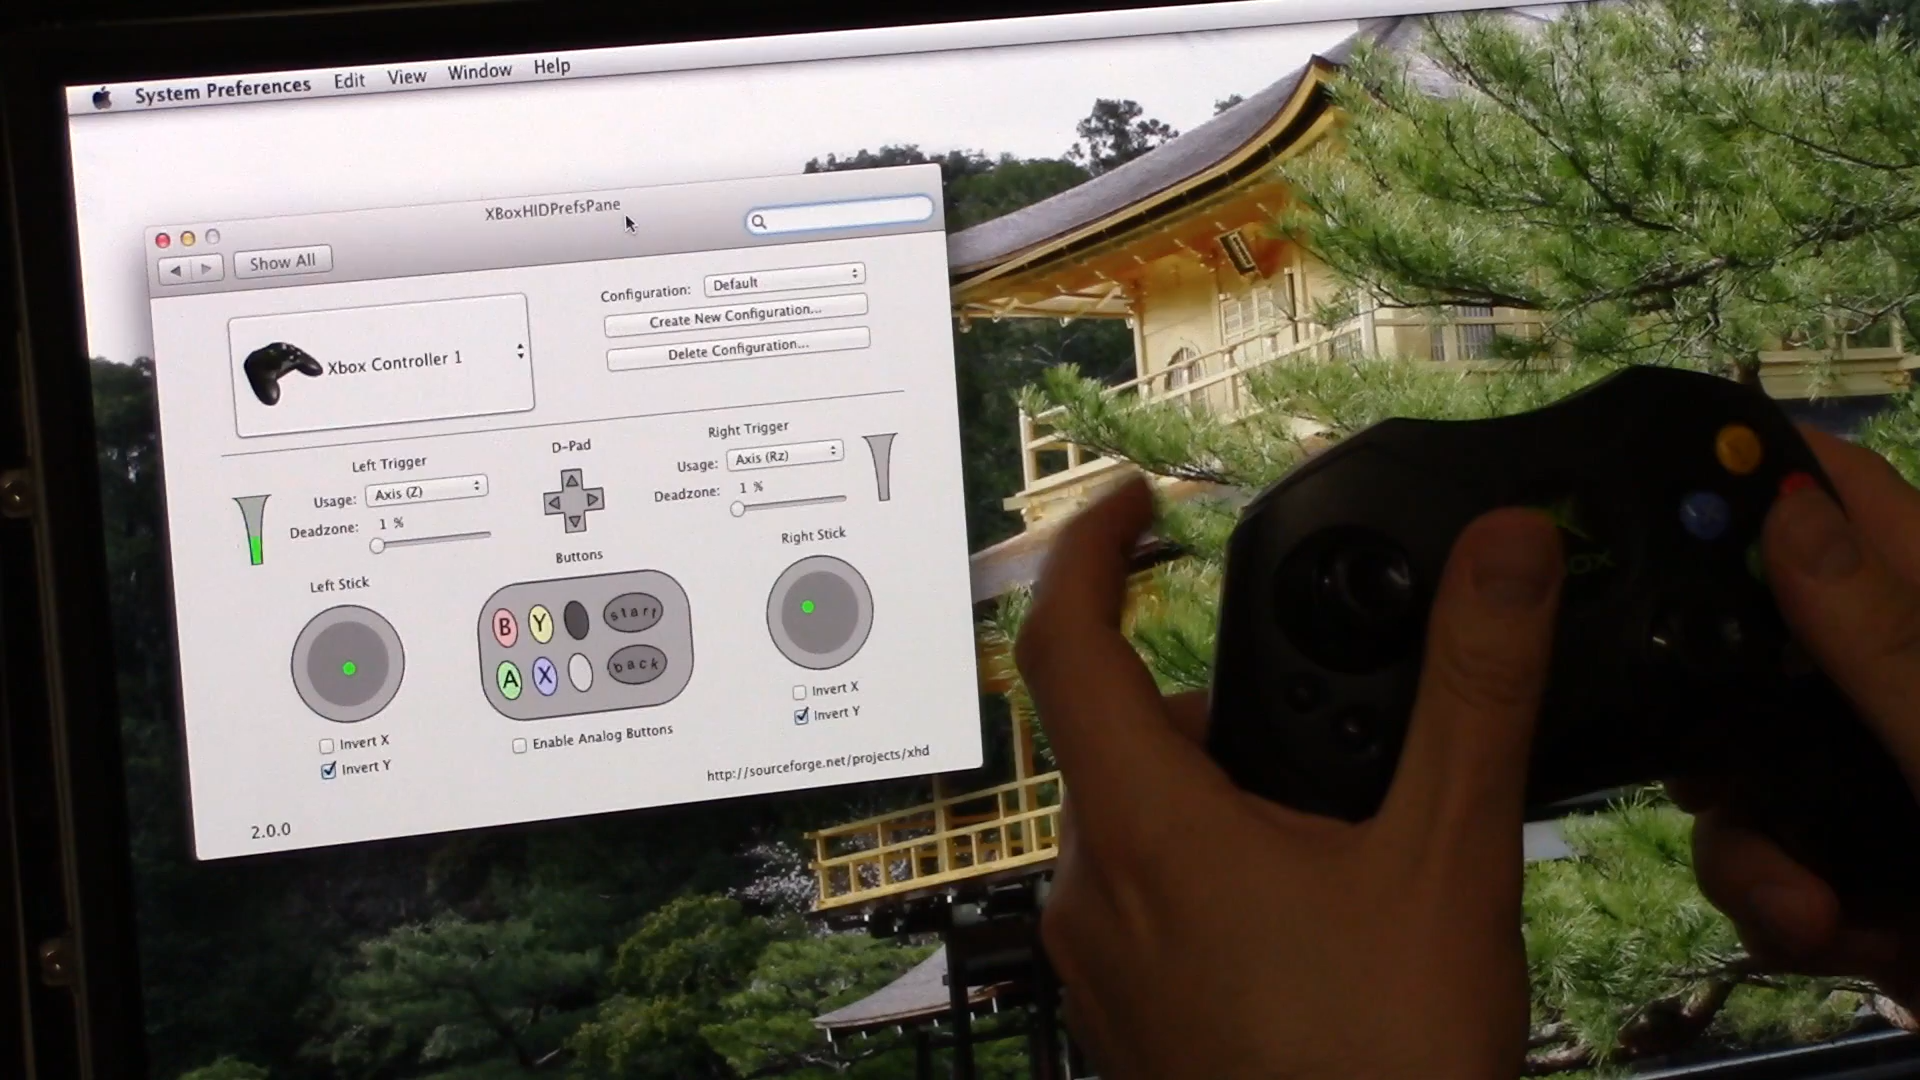 System Preferences Edit View Window Help
XBoxHIDPrefsPane
Show All
Xbox Controller 1
Configuration: Default
Create New Configuration...
Delete Configuration...
Left Trigger
Usage: Axis (Z)
Deadzone: 1 %
D-Pad
Right Trigger
Usage: Axis (Rz)
Deadzone: 1 %
Left Stick
Invert X
Invert Y
Buttons
B Y start
A X back
Enable Analog Buttons
Right Stick
Invert X
Invert Y
http://sourceforge.net/projects/xhd
2.0.0